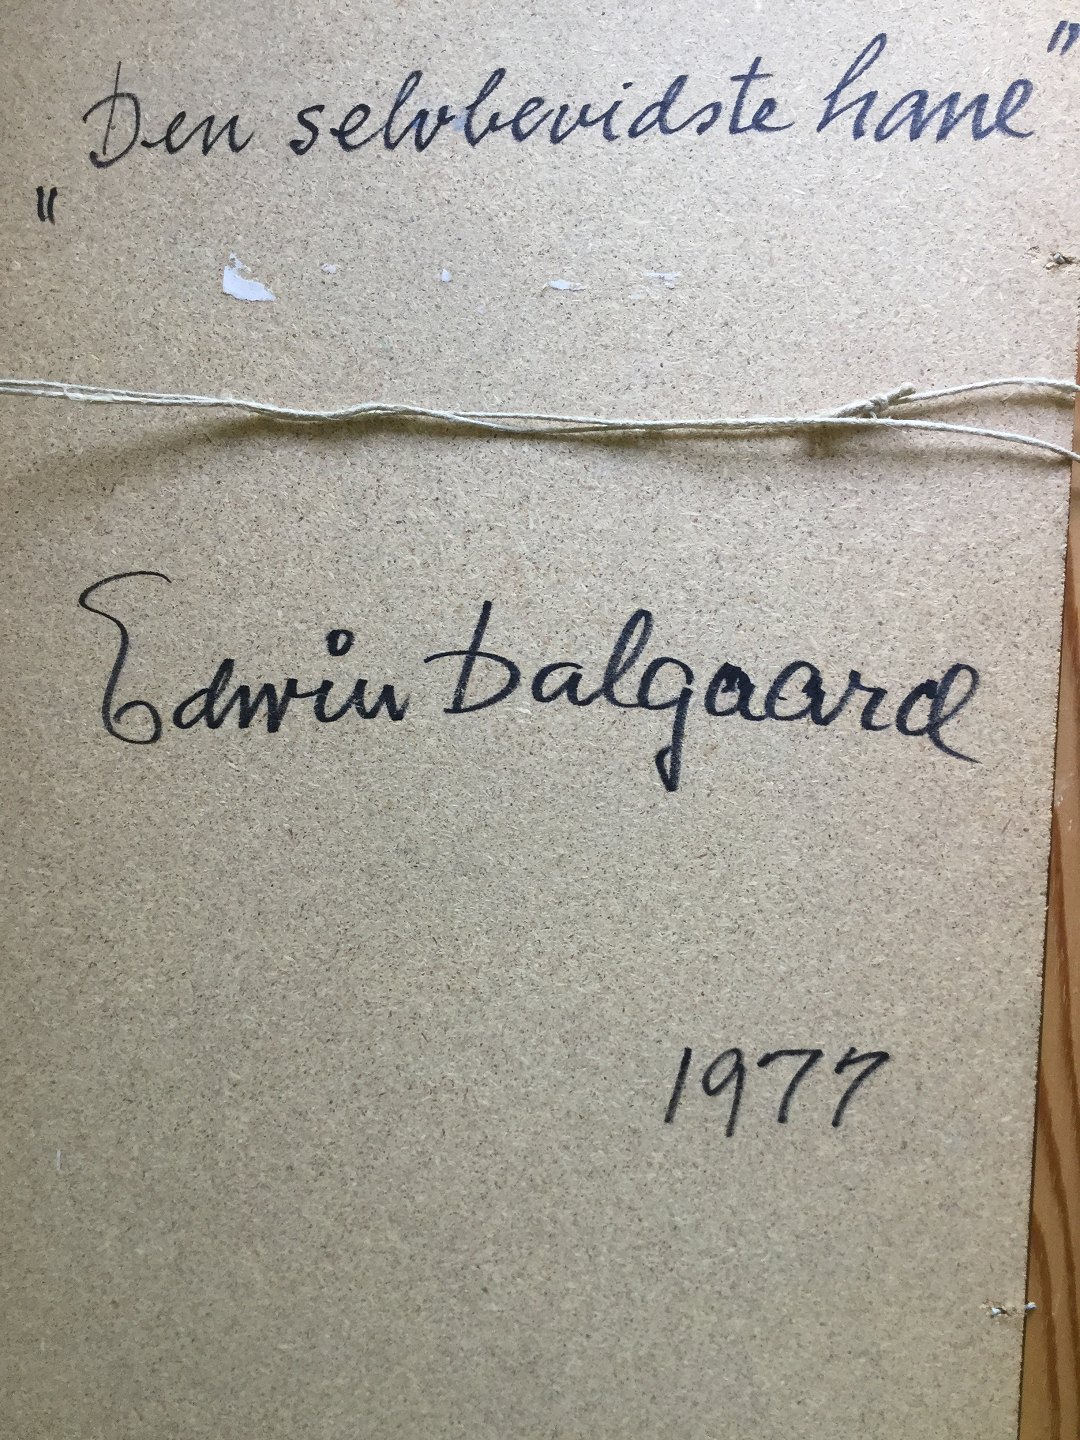 "Den selvbevidste hane"
Edwin Dalgaard
1977